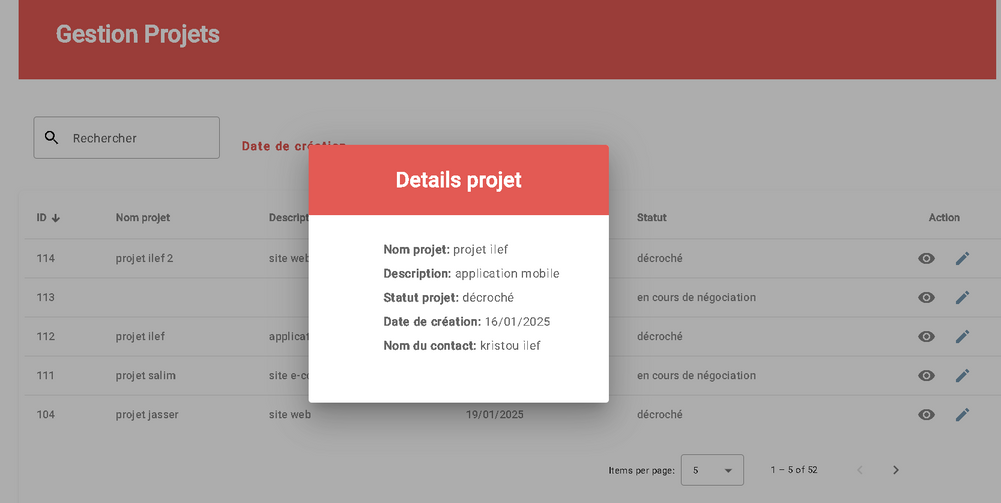 Gestion Projets
Rechercher
Date de création
Details projet
ID Nom projet Descript Statut Action
Nom projet: projet ilef
114 projet ilef 2 site web décroché
Description: application mobile
113 en cours de négociation
Statut projet: décroché
Date de création: 16/01/2025
112 projet ilef applicat décroché
Nom du contact: kristou ilef
111 projet salim site e-co en cours de négociation
104 projet jasser site web 19/01/2025 décroché
Items per page: 5 1 – 5 of 52